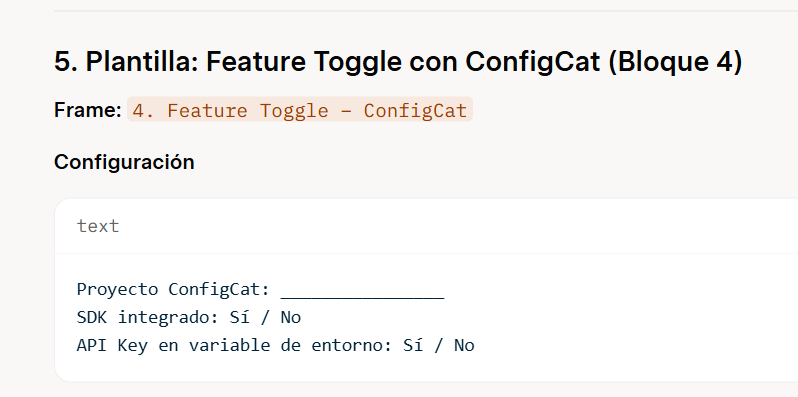 5. Plantilla: Feature Toggle con ConfigCat (Bloque 4)
Frame: 4. Feature Toggle – ConfigCat
Configuración
text
Proyecto ConfigCat: ________________
SDK integrado: Sí / No
API Key en variable de entorno: Sí / No